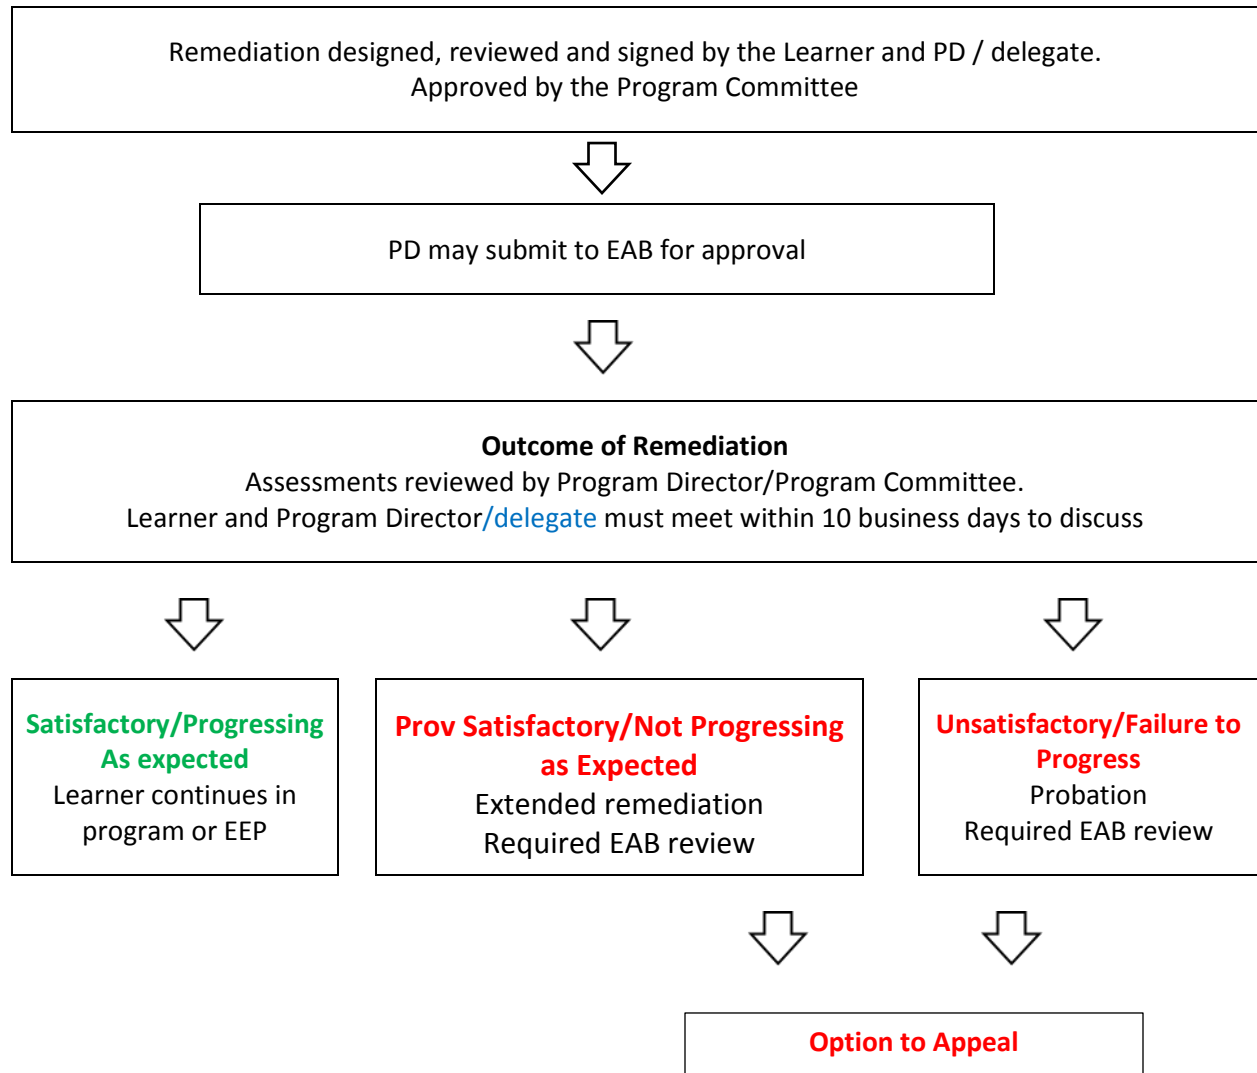 Remediation designed, reviewed and signed by the Learner and PD / delegate.
Approved by the Program Committee
PD may submit to EAB for approval
Outcome of Remediation
Assessments reviewed by Program Director/Program Committee.
Learner and Program Director/delegate must meet within 10 business days to discuss
Satisfactory/Progressing
As expected
Learner continues in
program or EEP
Prov Satisfactory/Not Progressing
as Expected
Extended remediation
Required EAB review
Unsatisfactory/Failure to
Progress
Probation
Required EAB review
Option to Appeal